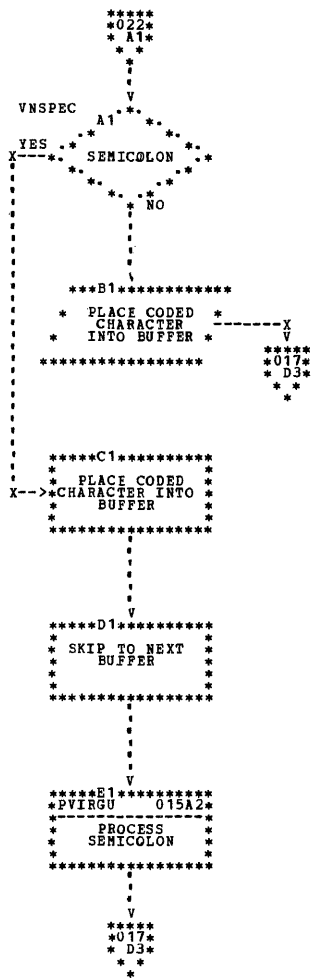 022
A1
VNSPEC
A1
YES
SEMICOLON
NO
B1
PLACE CODED
CHARACTER
INTO BUFFER
017
D3
C1
PLACE CODED
CHARACTER INTO
BUFFER
D1
SKIP TO NEXT
BUFFER
E1
PVIRGU 015A2
PROCESS
SEMICOLON
017
D3